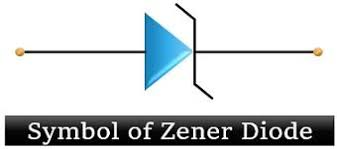 Symbol of Zener Diode